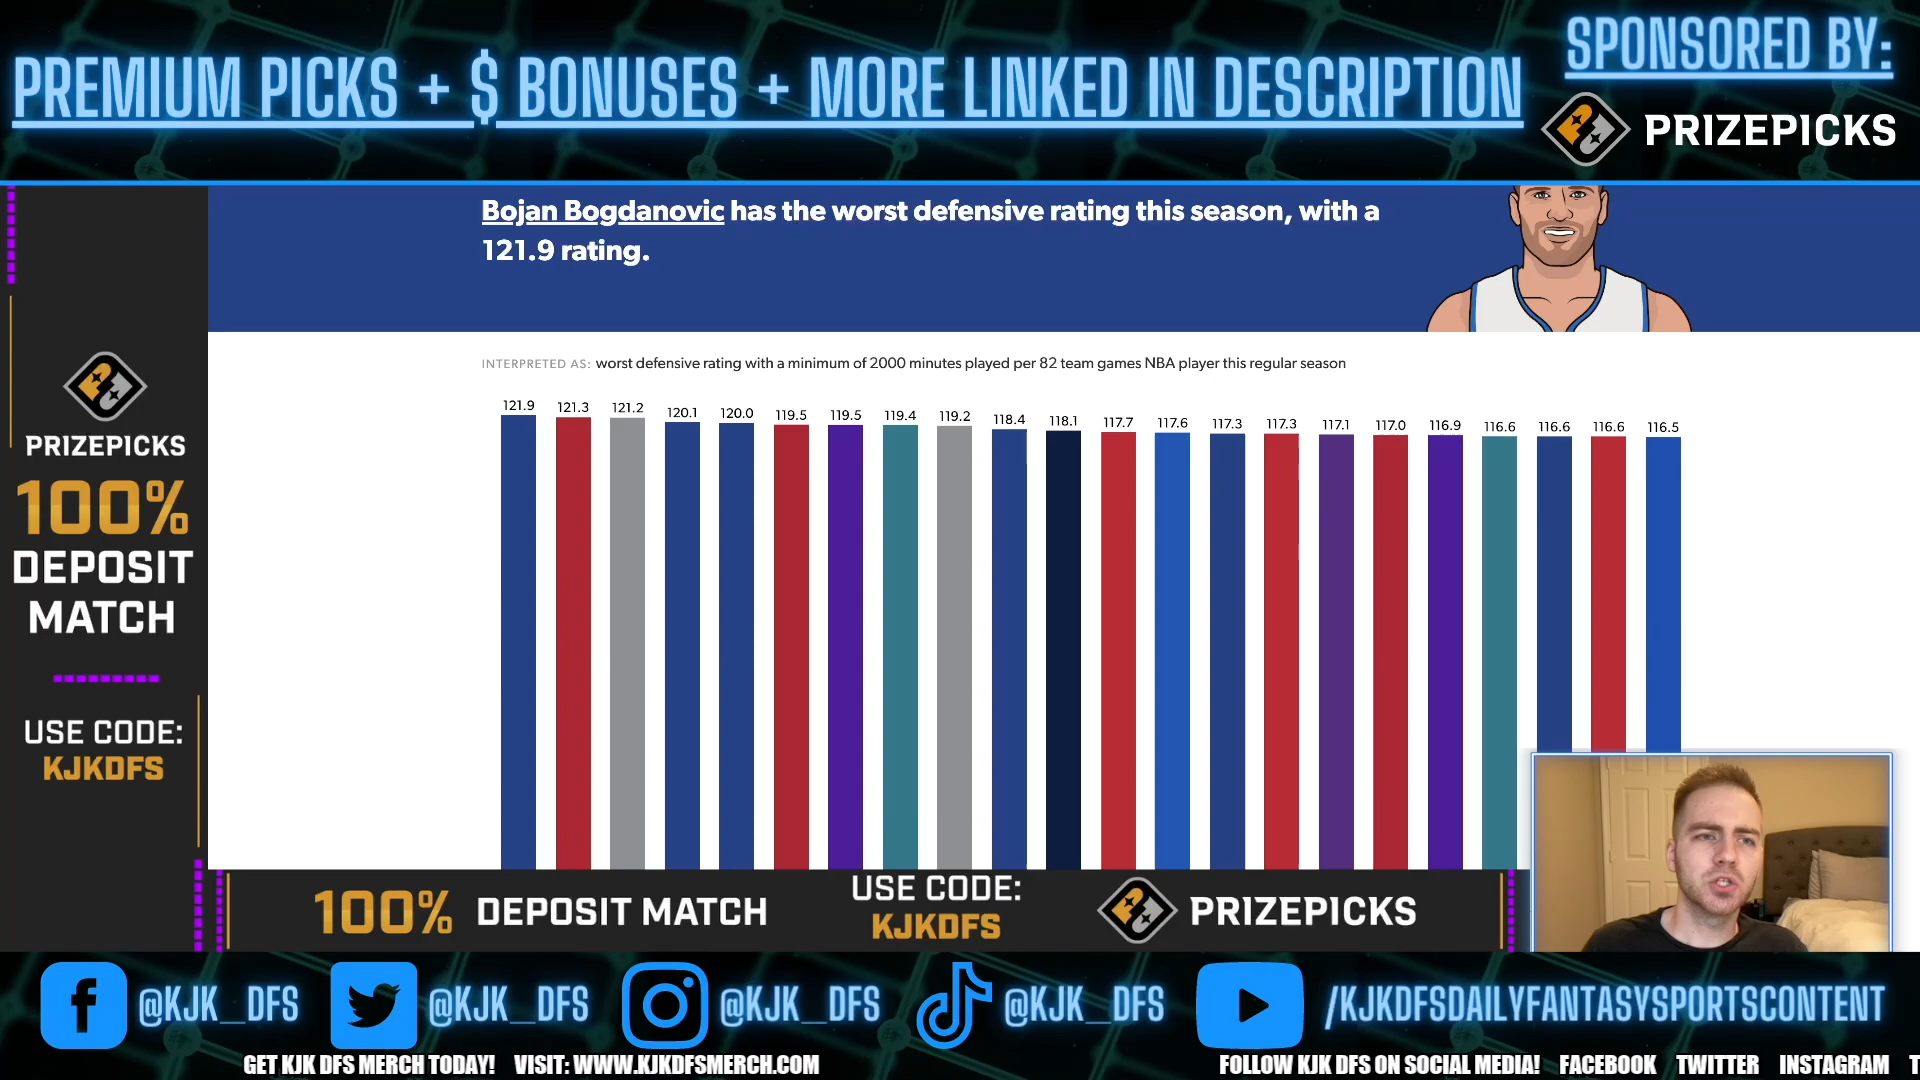 PREMIUM PICKS + $ BONUSES + MORE LINKED IN DESCRIPTION
SPONSORED BY:
PRIZEPICKS
Bojan Bogdanovic has the worst defensive rating this season, with a
121.9 rating.
INTERPRETED AS: worst defensive rating with a minimum of 2000 minutes played per 82 team games NBA player this regular season
121.9 121.3 121.2 120.1 120.0 119.5 119.5 119.4 119.2 118.4 118.1 117.7 117.6 117.3 117.3 117.1 117.0 116.9 116.6 116.6 116.6 116.5
PRIZEPICKS
100%
DEPOSIT
MATCH
USE CODE:
KJKDFS
100% DEPOSIT MATCH
USE CODE:
KJKDFS
PRIZEPICKS
@KJK_DFS @KJK_DFS @KJK_DFS @KJK_DFS /KJKDFSDAILYFANTASYSPORTSCONTENT
GET KJK DFS MERCH TODAY! VISIT: WWW.KJKDFSMERCH.COM FOLLOW KJK DFS ON SOCIAL MEDIA! FACEBOOK TWITTER INSTAGRAM T